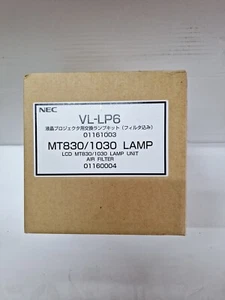 NEC
VL-LP6
液晶プロジェクタ用交換ランプキット（フィルタ込み）
01161003
MT830/1030 LAMP
LCD MT830/1030 LAMP UNIT
AIR FILTER
01160004